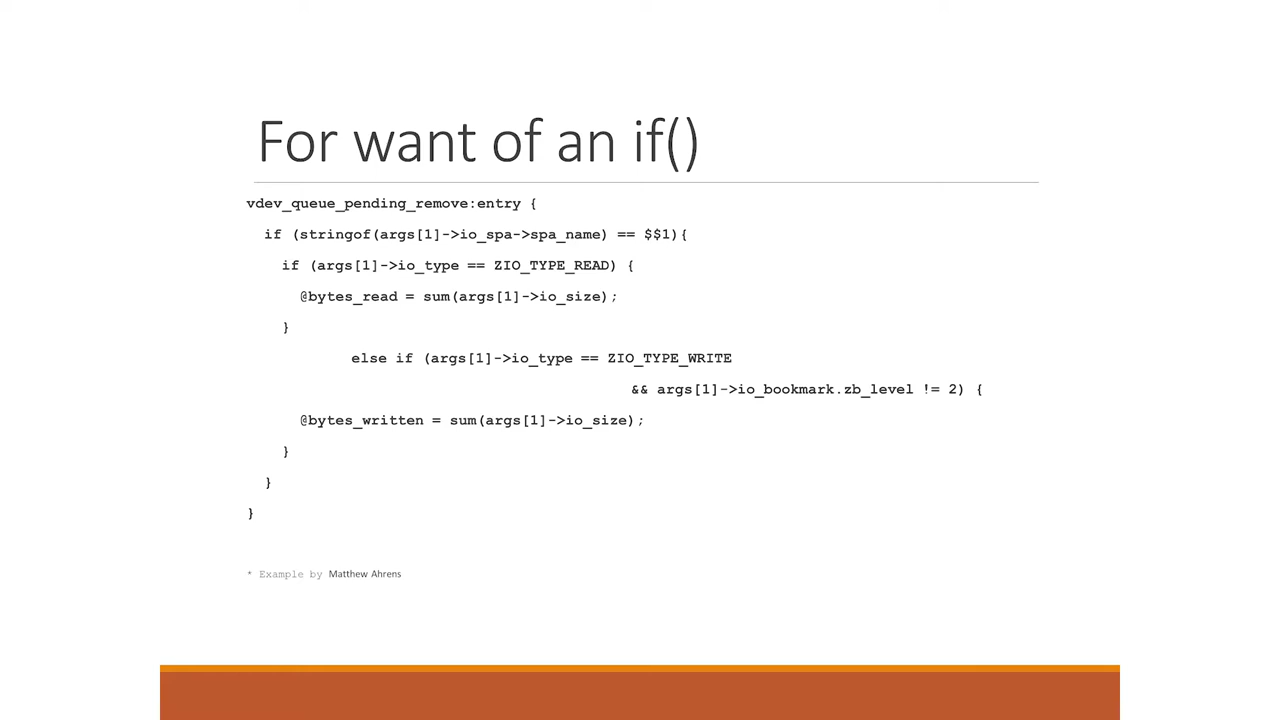 For want of an if()
vdev_queue_pending_remove:entry {
if (stringof(args[1]->io_spa->spa_name) == $$1){
if (args[1]->io_type == ZIO_TYPE_READ) {
@bytes_read = sum(args[1]->io_size);
}
else if (args[1]->io_type == ZIO_TYPE_WRITE
&& args[1]->io_bookmark.zb_level != 2) {
@bytes_written = sum(args[1]->io_size);
}
}
}
* Example by Matthew Ahrens